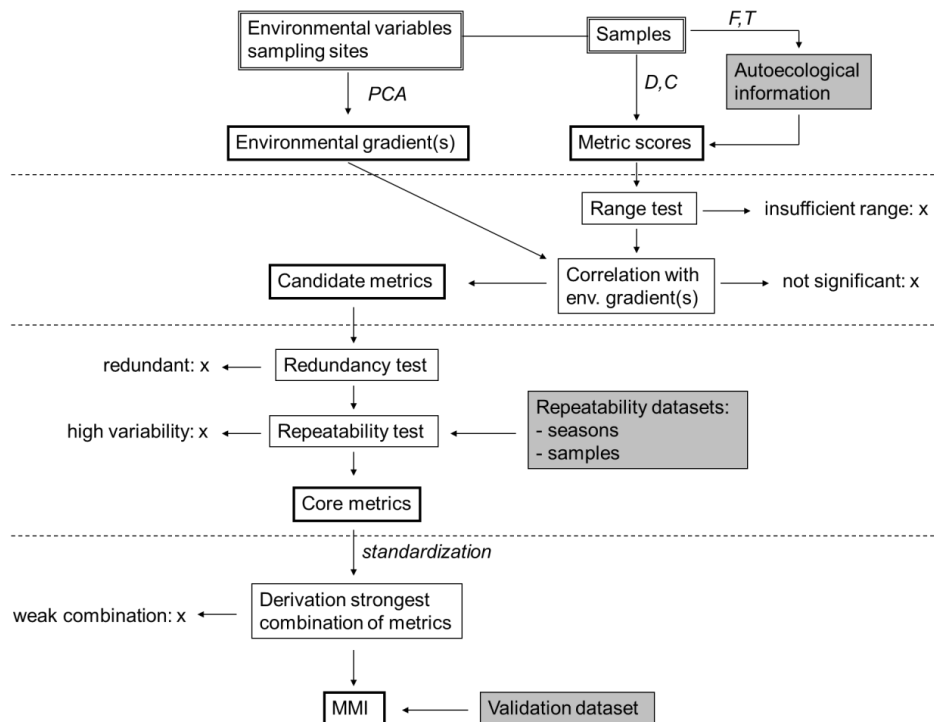 Environmental variables
sampling sites
Samples
F,T
Autoecological
information
PCA
D,C
Environmental gradient(s)
Metric scores
Range test
insufficient range: x
Candidate metrics
Correlation with
env. gradient(s)
not significant: x
redundant: x
Redundancy test
high variability: x
Repeatability test
Repeatability datasets:
- seasons
- samples
Core metrics
standardization
weak combination: x
Derivation strongest
combination of metrics
MMI
Validation dataset